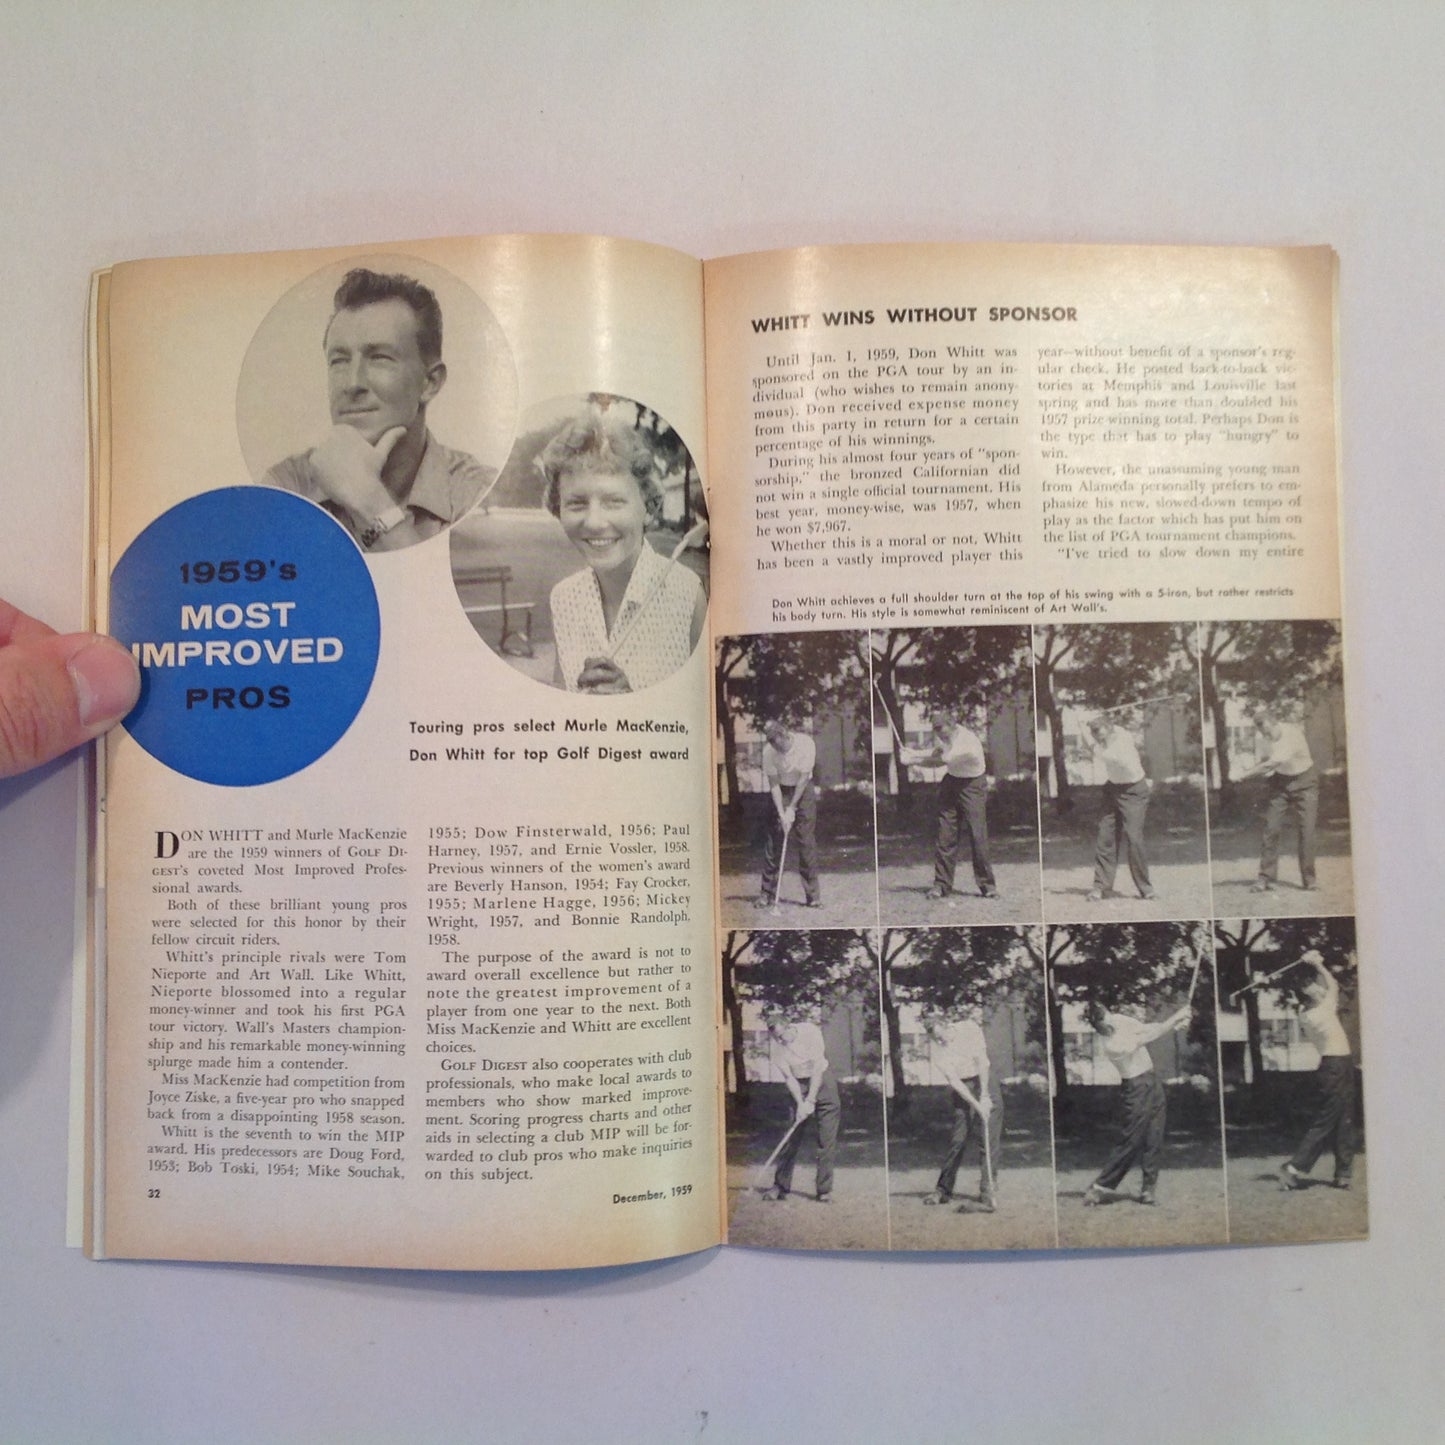 1959's
MOST
IMPROVED
PROS
Touring pros select Murle MacKenzie,
Don Whitt for top Golf Digest award
DON WHITT and Murle MacKenzie
are the 1959 winners of GOLF DI-
GEST'S coveted Most Improved Profes-
sional awards.
Both of these brilliant young pros
were selected for this honor by their
fellow circuit riders.
Whitt's principle rivals were Tom
Nieporte and Art Wall. Like Whitt,
Nieporte blossomed into a regular
money-winner and took his first PGA
tour victory. Wall's Masters champion-
ship and his remarkable money-winning
splurge made him a contender.
Miss MacKenzie had competition from
Joyce Ziske, a five-year pro who snapped
back from a disappointing 1958 season.
Whitt is the seventh to win the MIP
award. His predecessors are Doug Ford,
1953; Bob Toski, 1954; Mike Souchak,
1955; Dow Finsterwald, 1956; Paul
Harney, 1957, and Ernie Vossler, 1958.
Previous winners of the women's award
are Beverly Hanson, 1954; Fay Crocker,
1955; Marlene Hagge, 1956; Mickey
Wright, 1957, and Bonnie Randolph,
1958.
The purpose of the award is not to
award overall excellence but rather to
note the greatest improvement of a
player from one year to the next. Both
Miss MacKenzie and Whitt are excellent
choices.
GOLF DIGEST also cooperates with club
professionals, who make local awards to
members who show marked improve-
ment. Scoring progress charts and other
aids in selecting a club MIP will be for-
warded to club pros who make inquiries
on this subject.
32
December, 1959
WHITT WINS WITHOUT SPONSOR
Until Jan. 1, 1959, Don Whitt was
sponsored on the PGA tour by an in-
dividual (who wishes to remain anony-
mous). Don received expense money
from this party in return for a certain
percentage of his winnings.
During his almost four years of "spon-
sorship," the bronzed Californian did
not win a single official tournament. His
best year, money-wise, was 1957, when
he won $7,967.
Whether this is a moral or not, Whitt
has been a vastly improved player this
year—without benefit of a sponsor's reg-
ular check. He posted back-to-back vic-
tories at Memphis and Louisville last
spring and has more than doubled his
1957 prize-winning total. Perhaps Don is
the type that has to play "hungry" to
win.
However, the unassuming young man
from Alameda personally prefers to em-
phasize his new, slowed-down tempo of
play as the factor which has put him on
the list of PGA tournament champions.
"I've tried to slow down my entire
Don Whitt achieves a full shoulder turn at the top of his swing with a 5-iron, but rather restricts
his body turn. His style is somewhat reminiscent of Art Wall's.